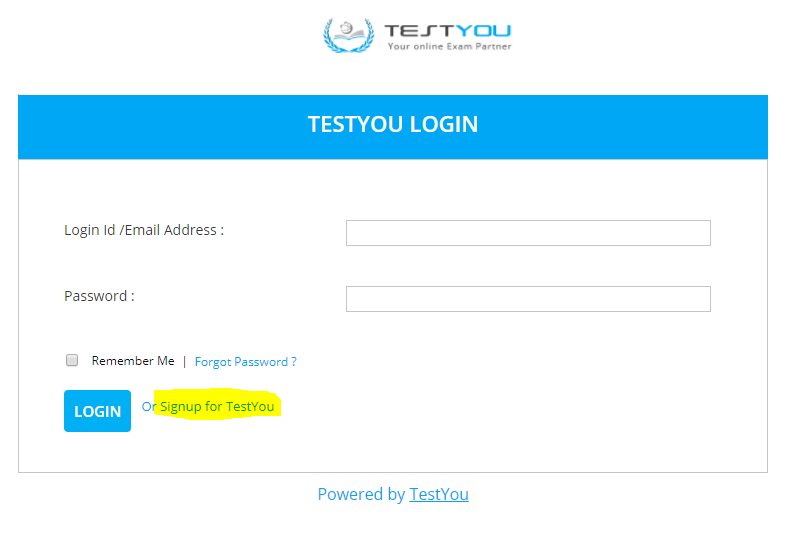 TESTYOU
Your online Exam Partner
TESTYOU LOGIN
Login Id /Email Address :
Password :
Remember Me | Forgot Password ?
LOGIN Or Signup for TestYou
Powered by TestYou